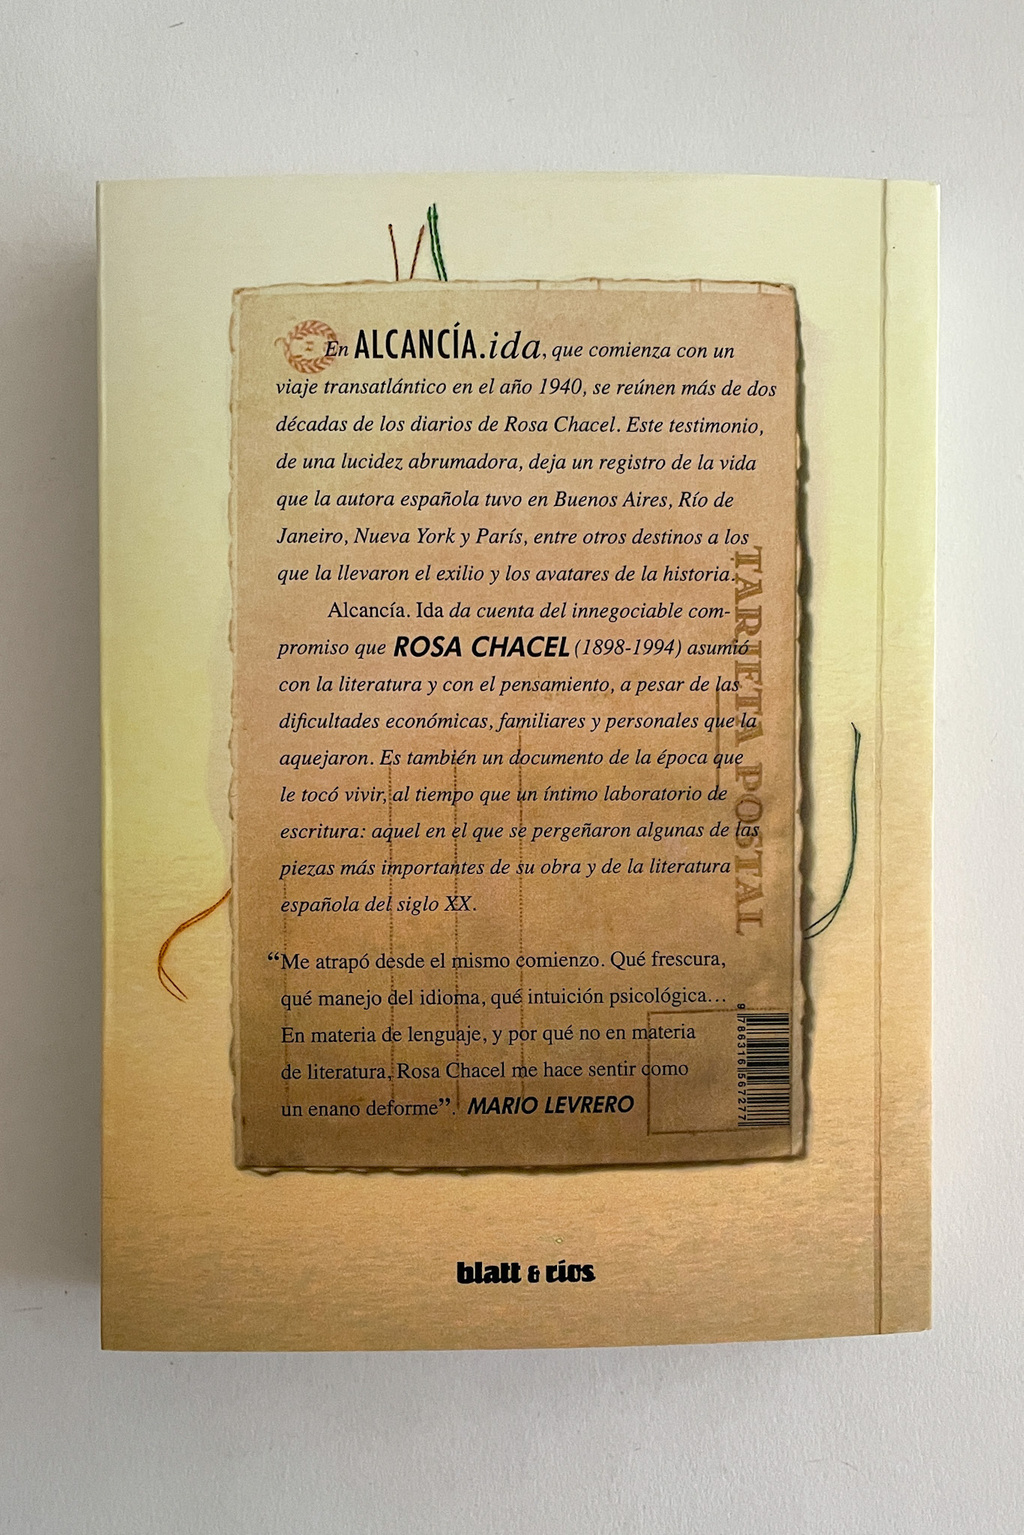 En ALCANCÍA.ida, que comienza con un
viaje transatlántico en el año 1940, se reúnen más de dos
décadas de los diarios de Rosa Chacel. Este testimonio,
de una lucidez abrumadora, deja un registro de la vida
que la autora española tuvo en Buenos Aires, Río de
Janeiro, Nueva York y París, entre otros destinos a los
que la llevaron el exilio y los avatares de la historia.
Alcancía. Ida da cuenta del innegociable com-
promiso que ROSA CHACEL (1898-1994) asumió
con la literatura y con el pensamiento, a pesar de las
dificultades económicas, familiares y personales que la
aquejaron. Es también un documento de la época que
le tocó vivir, al tiempo que un íntimo laboratorio de
escritura: aquel en el que se pergeñaron algunas de las
piezas más importantes de su obra y de la literatura
española del siglo XX.
“Me atrapó desde el mismo comienzo. Qué frescura,
qué manejo del idioma, qué intuición psicológica…
En materia de lenguaje, y por qué no en materia
de literatura, Rosa Chacel me hace sentir como
un enano deforme”. MARIO LEVRERO
TARJETA POSTAL
9 786316 567277
blatt & ríos